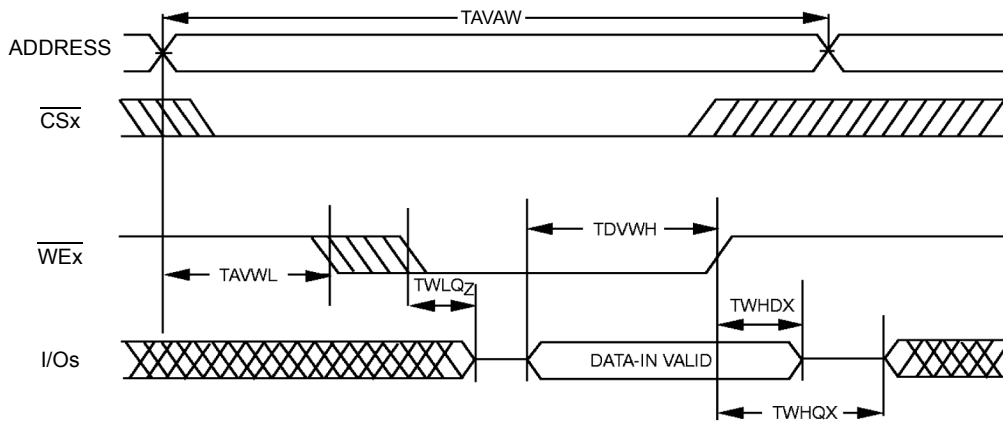 TAVAW
ADDRESS
CSx
TDVWH
WEx
TAVWL
TWLQZ
TWHDX
I/Os
DATA-IN VALID
TWHQX